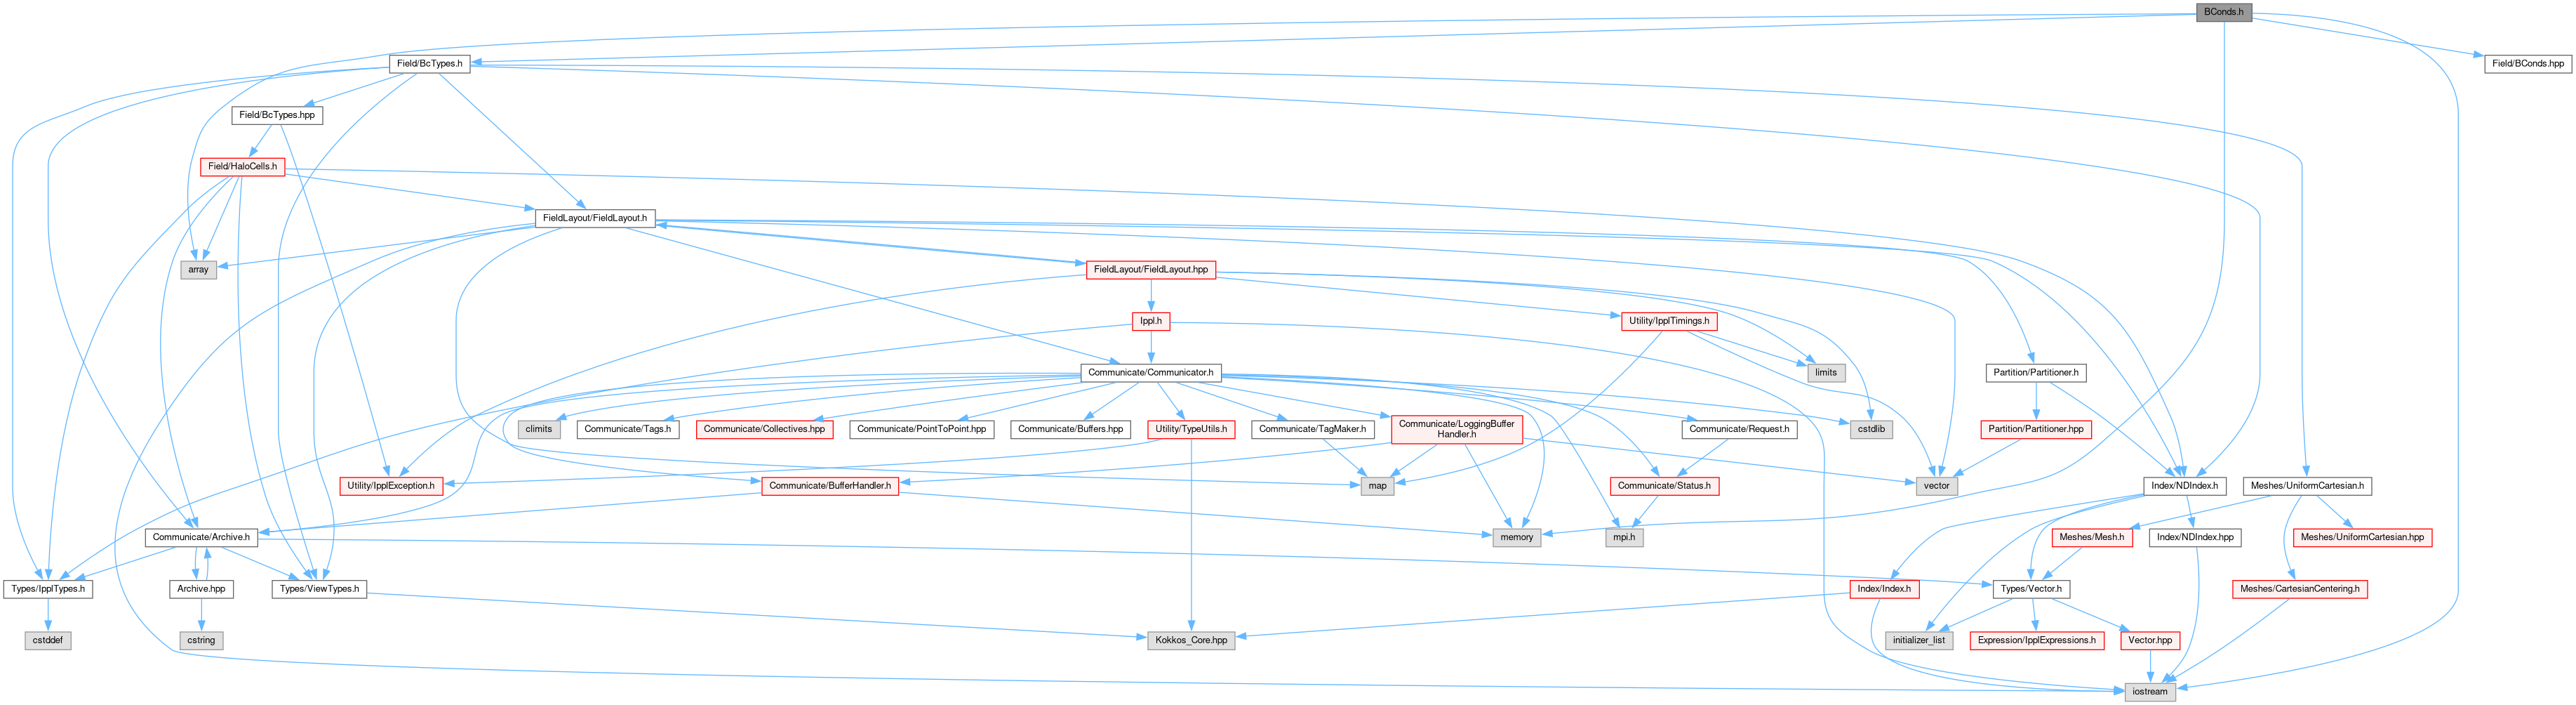 BConds.h
Field/BcTypes.h
Field/BConds.hpp
Field/BcTypes.hpp
Field/HaloCells.h
FieldLayout/FieldLayout.h
array
FieldLayout/FieldLayout.hpp
Ippl.h
Utility/IpplTimings.h
Communicate/Communicator.h
limits
Partition/Partitioner.h
climits
Communicate/Tags.h
Communicate/Collectives.hpp
Communicate/PointToPoint.hpp
Communicate/Buffers.hpp
Utility/TypeUtils.h
Communicate/TagMaker.h
Communicate/LoggingBuffer
Handler.h
Communicate/Request.h
cstdlib
Partition/Partitioner.hpp
Utility/IpplException.h
Communicate/BufferHandler.h
map
Communicate/Status.h
vector
Index/NDIndex.h
Meshes/UniformCartesian.h
Communicate/Archive.h
memory
mpi.h
Meshes/Mesh.h
Index/NDIndex.hpp
Meshes/UniformCartesian.hpp
Types/IpplTypes.h
Archive.hpp
Types/ViewTypes.h
Index/Index.h
Types/Vector.h
Meshes/CartesianCentering.h
cstddef
cstring
Kokkos_Core.hpp
initializer_list
Expression/IpplExpressions.h
Vector.hpp
iostream